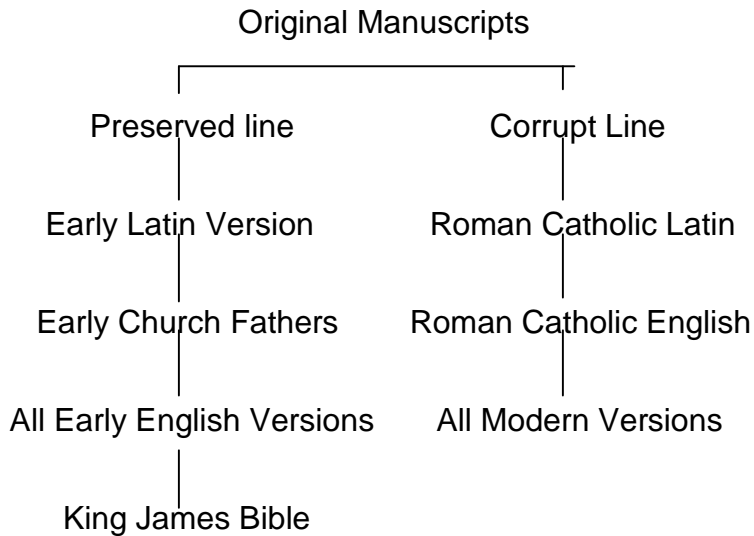 Original Manuscripts
Preserved line
Corrupt Line
Early Latin Version
Roman Catholic Latin
Early Church Fathers
Roman Catholic English
All Early English Versions
All Modern Versions
King James Bible